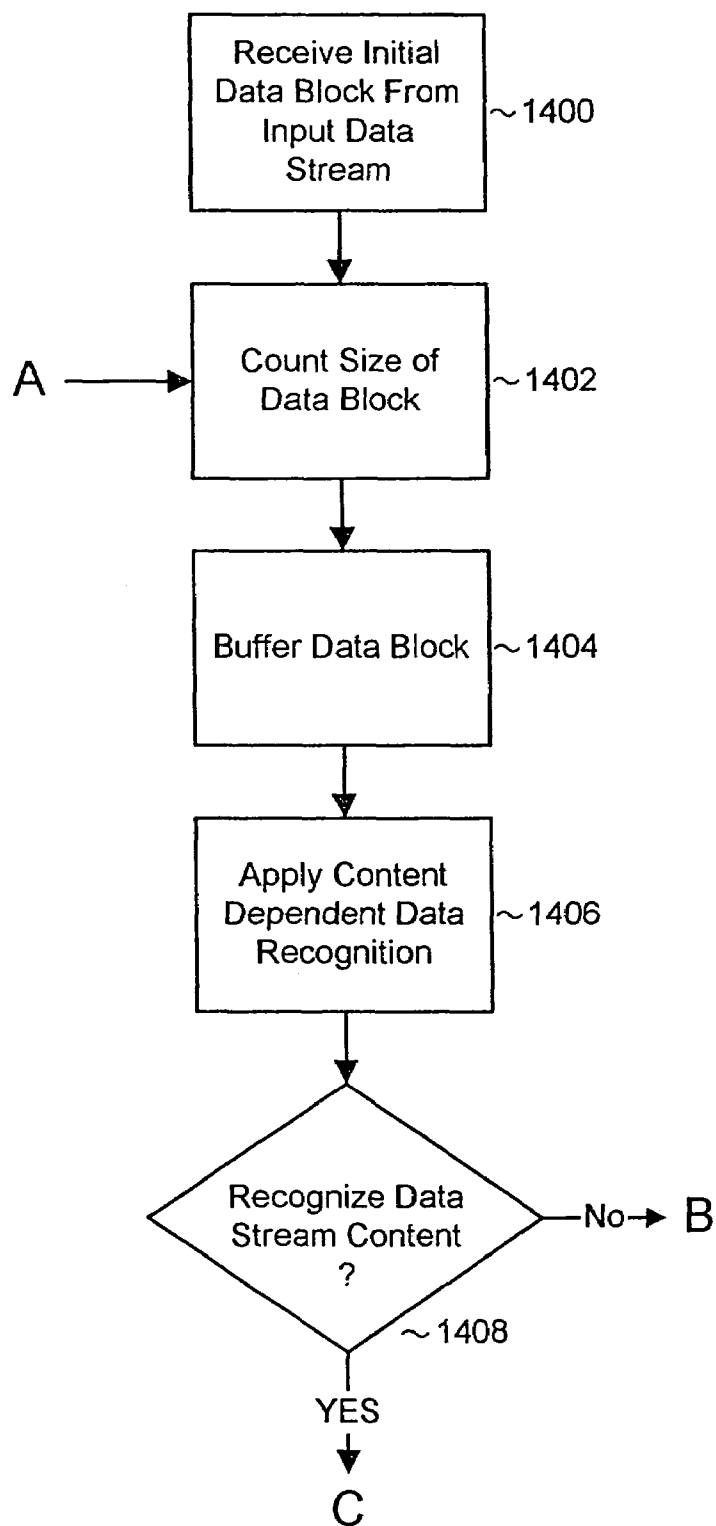 Receive Initial
Data Block From
Input Data
Stream
~1400
A
Count Size of
Data Block
~1402
Buffer Data Block
~1404
Apply Content
Dependent Data
Recognition
~1406
Recognize Data
Stream Content
?
No
B
~1408
YES
C